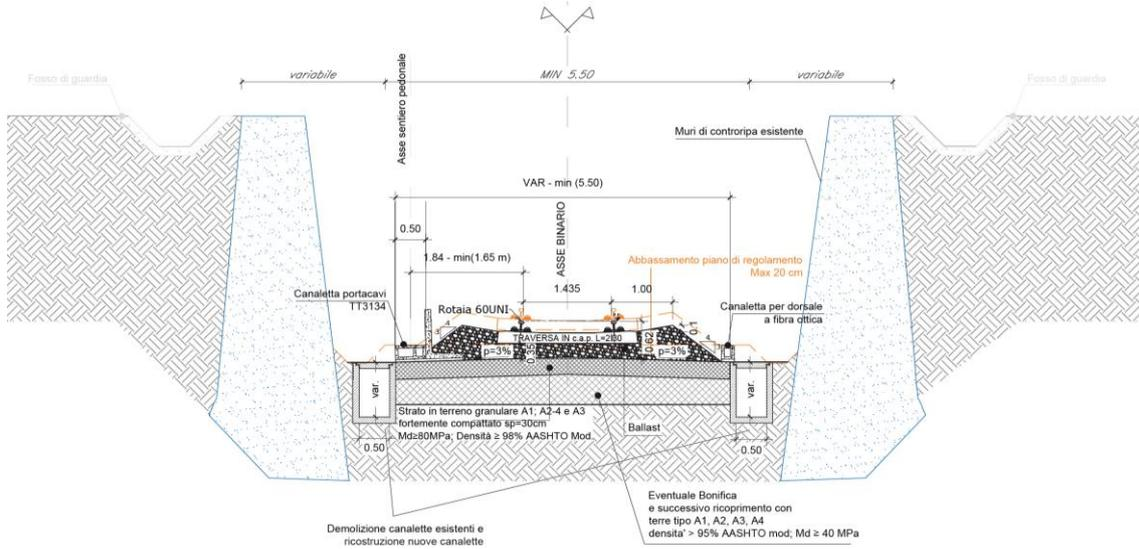 variabile
MIN 5.50
variabile
Fosso di guardia
Fosso di guardia
Asse sentiero pedonale
Muri di controripa esistente
VAR - min (5.50)
0.50
ASSE BINARIO
1.84 - min(1.65 m)
Abbassamento piano di regolamento
Max 20 cm
1.435
1.00
Canaletta portacavi
TT3134
Rotaia 60UNI
Canaletta per dorsale
a fibra ottica
3
4
0.1
4
TRAVERSA IN c.a.p. L=2.30
p=3%
0.35
0.62
p=3%
var.
var.
Strato in terreno granulare A1; A2-4 e A3
fortemente compattato sp=30cm
Md≥80MPa; Densità ≥ 98% AASHTO Mod.
Ballast
0.50
0.50
Eventuale Bonifica
e successivo ricoprimento con
terre tipo A1, A2, A3, A4
densita' > 95% AASHTO mod; Md ≥ 40 MPa
Demolizione canalette esistenti e
ricostruzione nuove canalette